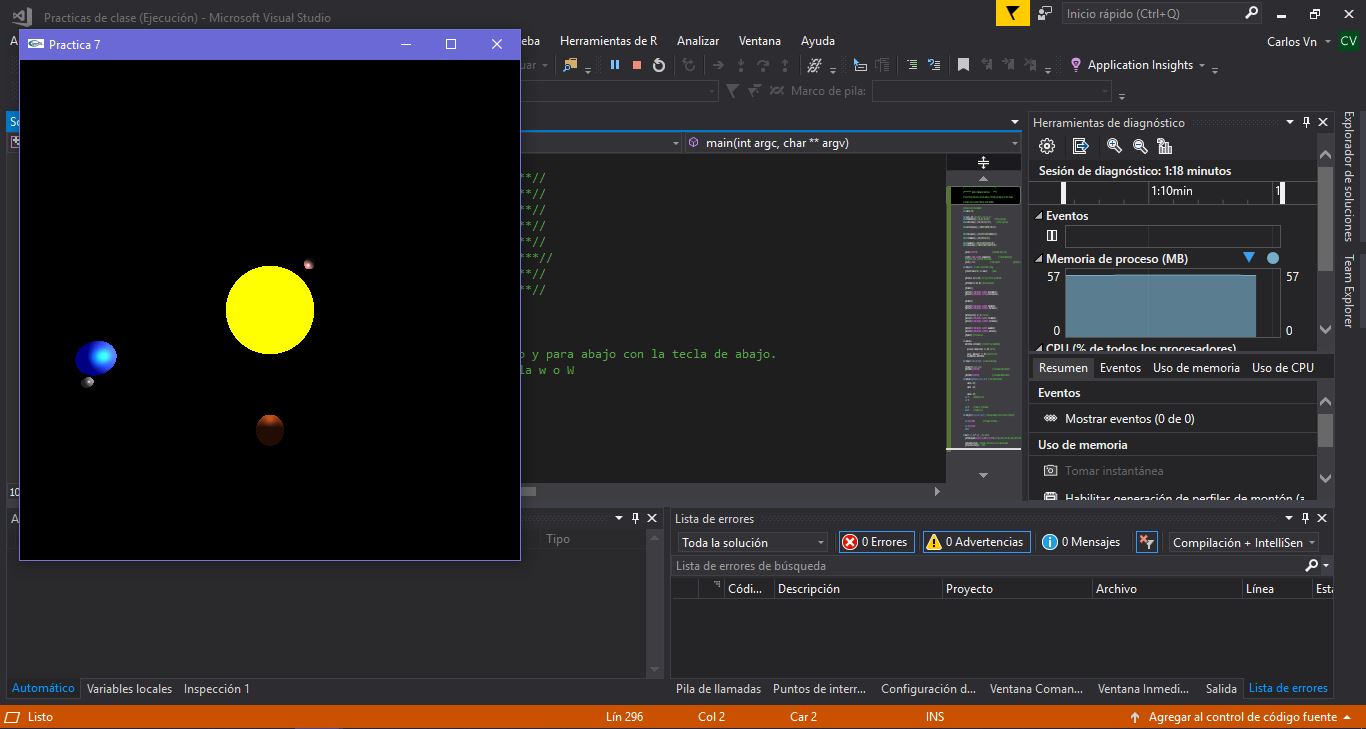 Practicas de clase (Ejecución) - Microsoft Visual Studio
Inicio rápido (Ctrl+Q)
Practica 7
Herramientas de R
Analizar
Ventana
Ayuda
Carlos Vn
CV
Application Insights
Marco de pila:
main(int argc, char ** argv)
**//
**//
**//
**//
**//
***//
**//
**//
o y para abajo con la tecla de abajo.
la w o W
Herramientas de diagnóstico
Sesión de diagnóstico: 1:18 minutos
1:10min
Eventos
Memoria de proceso (MB)
57
57
0
0
CPU (% de todos los procesadores)
Resumen
Eventos
Uso de memoria
Uso de CPU
Eventos
Mostrar eventos (0 de 0)
Uso de memoria
Tomar instantánea
Habilitar generación de perfiles de montón (a
Explorador de soluciones
Team Explorer
Tipo
Lista de errores
Toda la solución
0 Errores
0 Advertencias
0 Mensajes
Compilación + IntelliSen
Lista de errores de búsqueda
Códi...
Descripción
Proyecto
Archivo
Línea
Esta
Automático
Variables locales
Inspección 1
Pila de llamadas
Puntos de interr...
Configuración d...
Ventana Coman...
Ventana Inmedi...
Salida
Lista de errores
Listo
Lín 296
Col 2
Car 2
INS
Agregar al control de código fuente